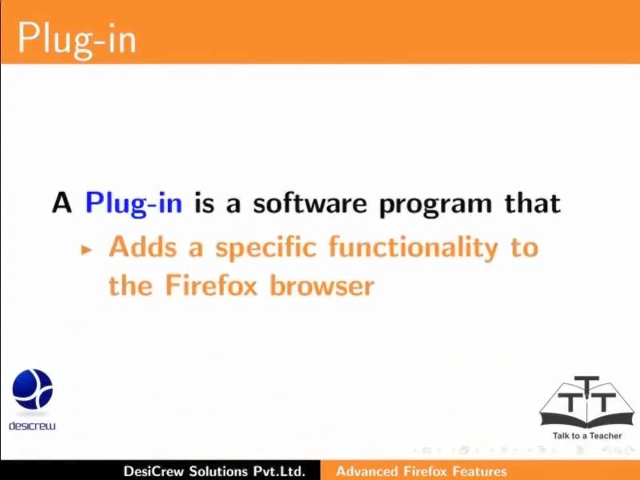 Plug-in
A Plug-in is a software program that
Adds a specific functionality to
the Firefox browser
desicrew
TTT
Talk to a Teacher
DesiCrew Solutions Pvt.Ltd. Advanced Firefox Features